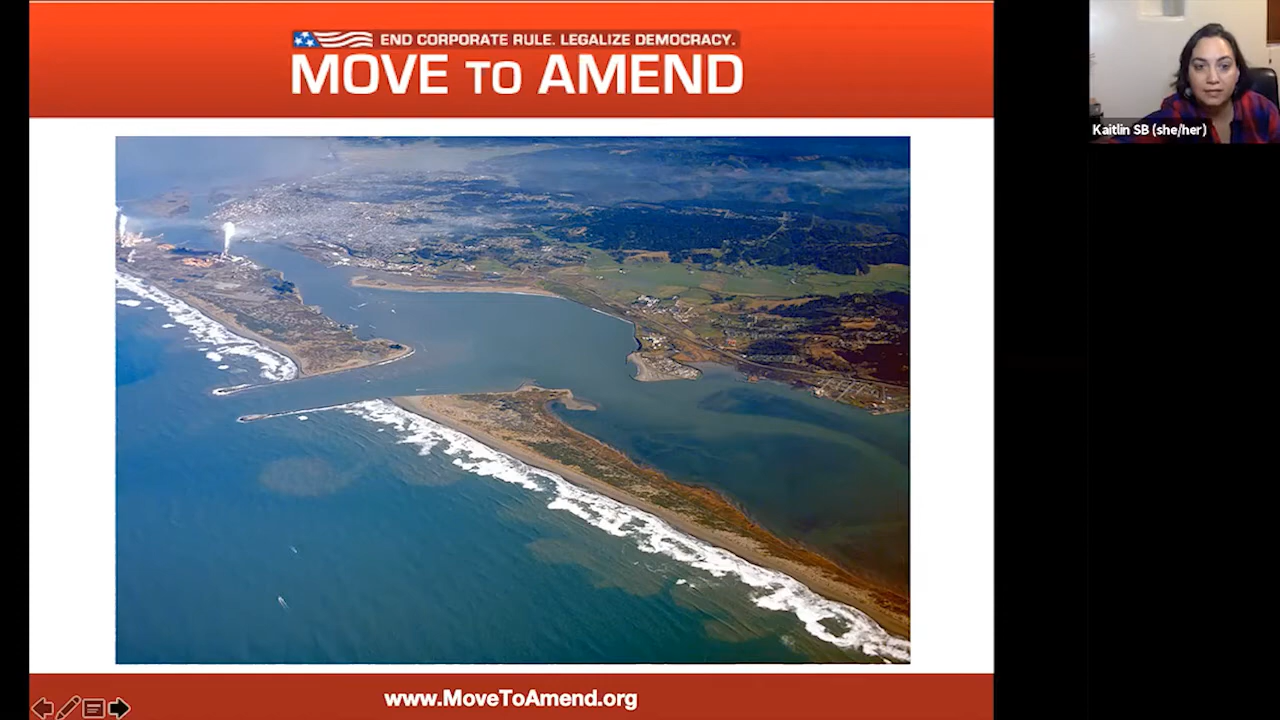 END CORPORATE RULE. LEGALIZE DEMOCRACY.
MOVE TO AMEND
Kaitlin SB (she/her)
www.MoveToAmend.org